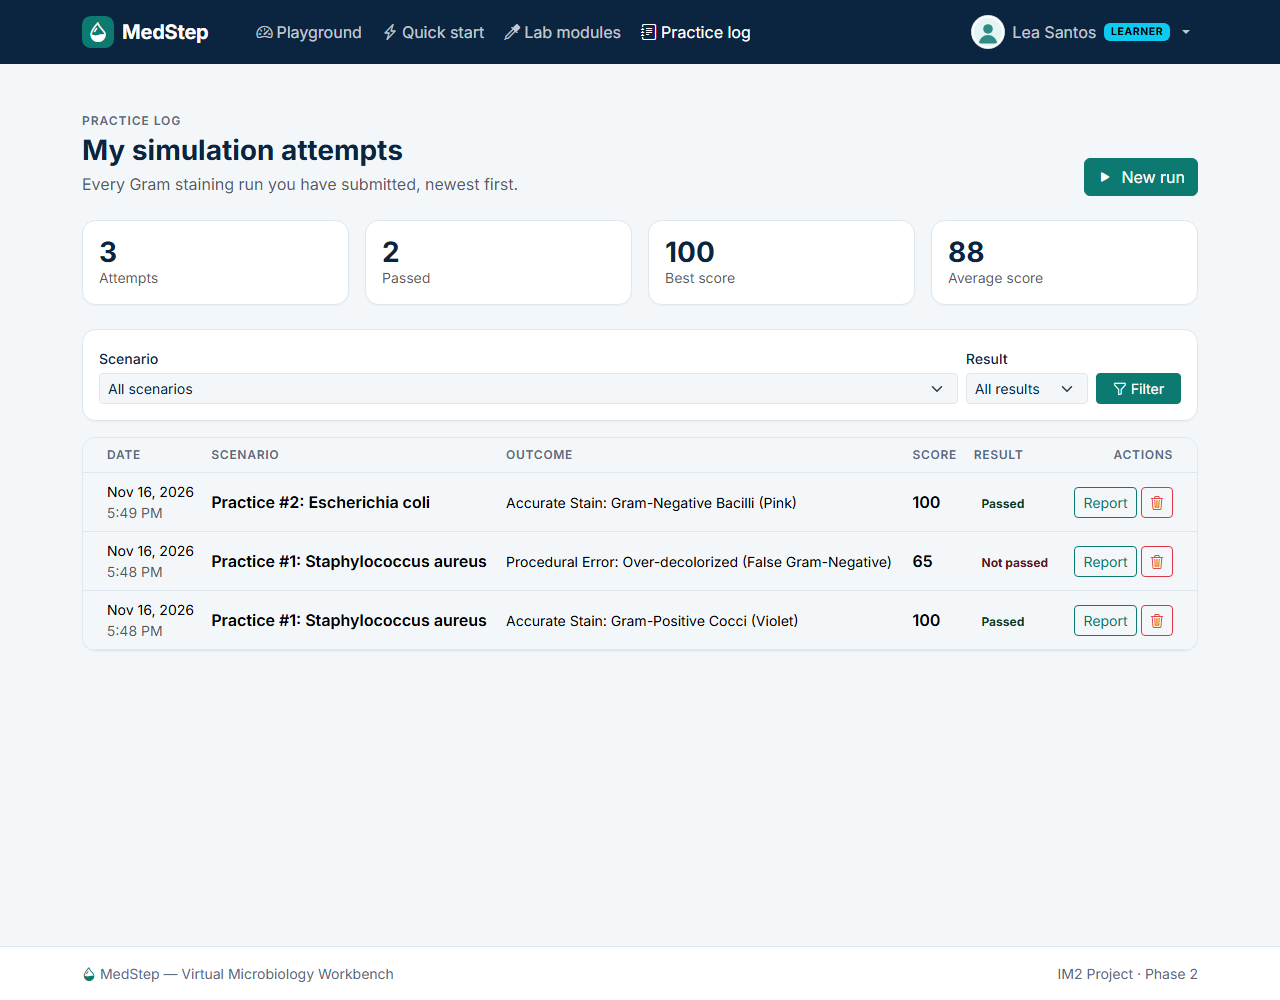 MedStep
Playground
Quick start
Lab modules
Practice log
Lea Santos
LEARNER
PRACTICE LOG
My simulation attempts
Every Gram staining run you have submitted, newest first.
New run
3
Attempts
2
Passed
100
Best score
88
Average score
Scenario
All scenarios
Result
All results
Filter
DATE SCENARIO OUTCOME SCORE RESULT ACTIONS
Nov 16, 2026
5:49 PM
Practice #2: Escherichia coli
Accurate Stain: Gram-Negative Bacilli (Pink)
100
Passed
Report
Nov 16, 2026
5:48 PM
Practice #1: Staphylococcus aureus
Procedural Error: Over-decolorized (False Gram-Negative)
65
Not passed
Report
Nov 16, 2026
5:48 PM
Practice #1: Staphylococcus aureus
Accurate Stain: Gram-Positive Cocci (Violet)
100
Passed
Report
MedStep — Virtual Microbiology Workbench
IM2 Project · Phase 2